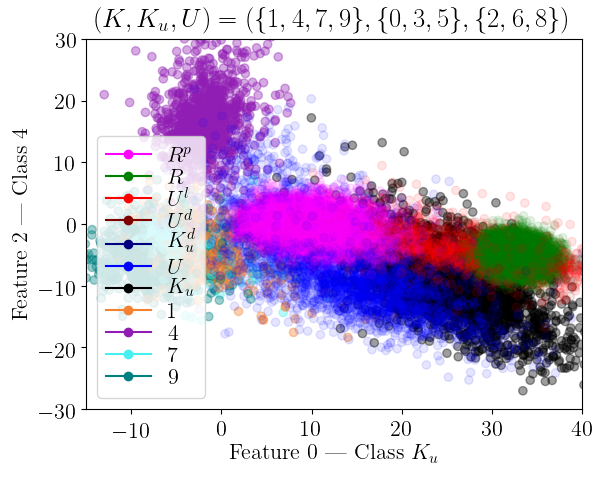 (K, K_u, U) = ({1, 4, 7, 9}, {0, 3, 5}, {2, 6, 8})
30
20
10
0
−10
−20
−30
Feature 2 — Class 4
R^p
R
U^l
U^d
K_u^d
U
K_u
1
4
7
9
−10 0 10 20 30 40
Feature 0 — Class K_u